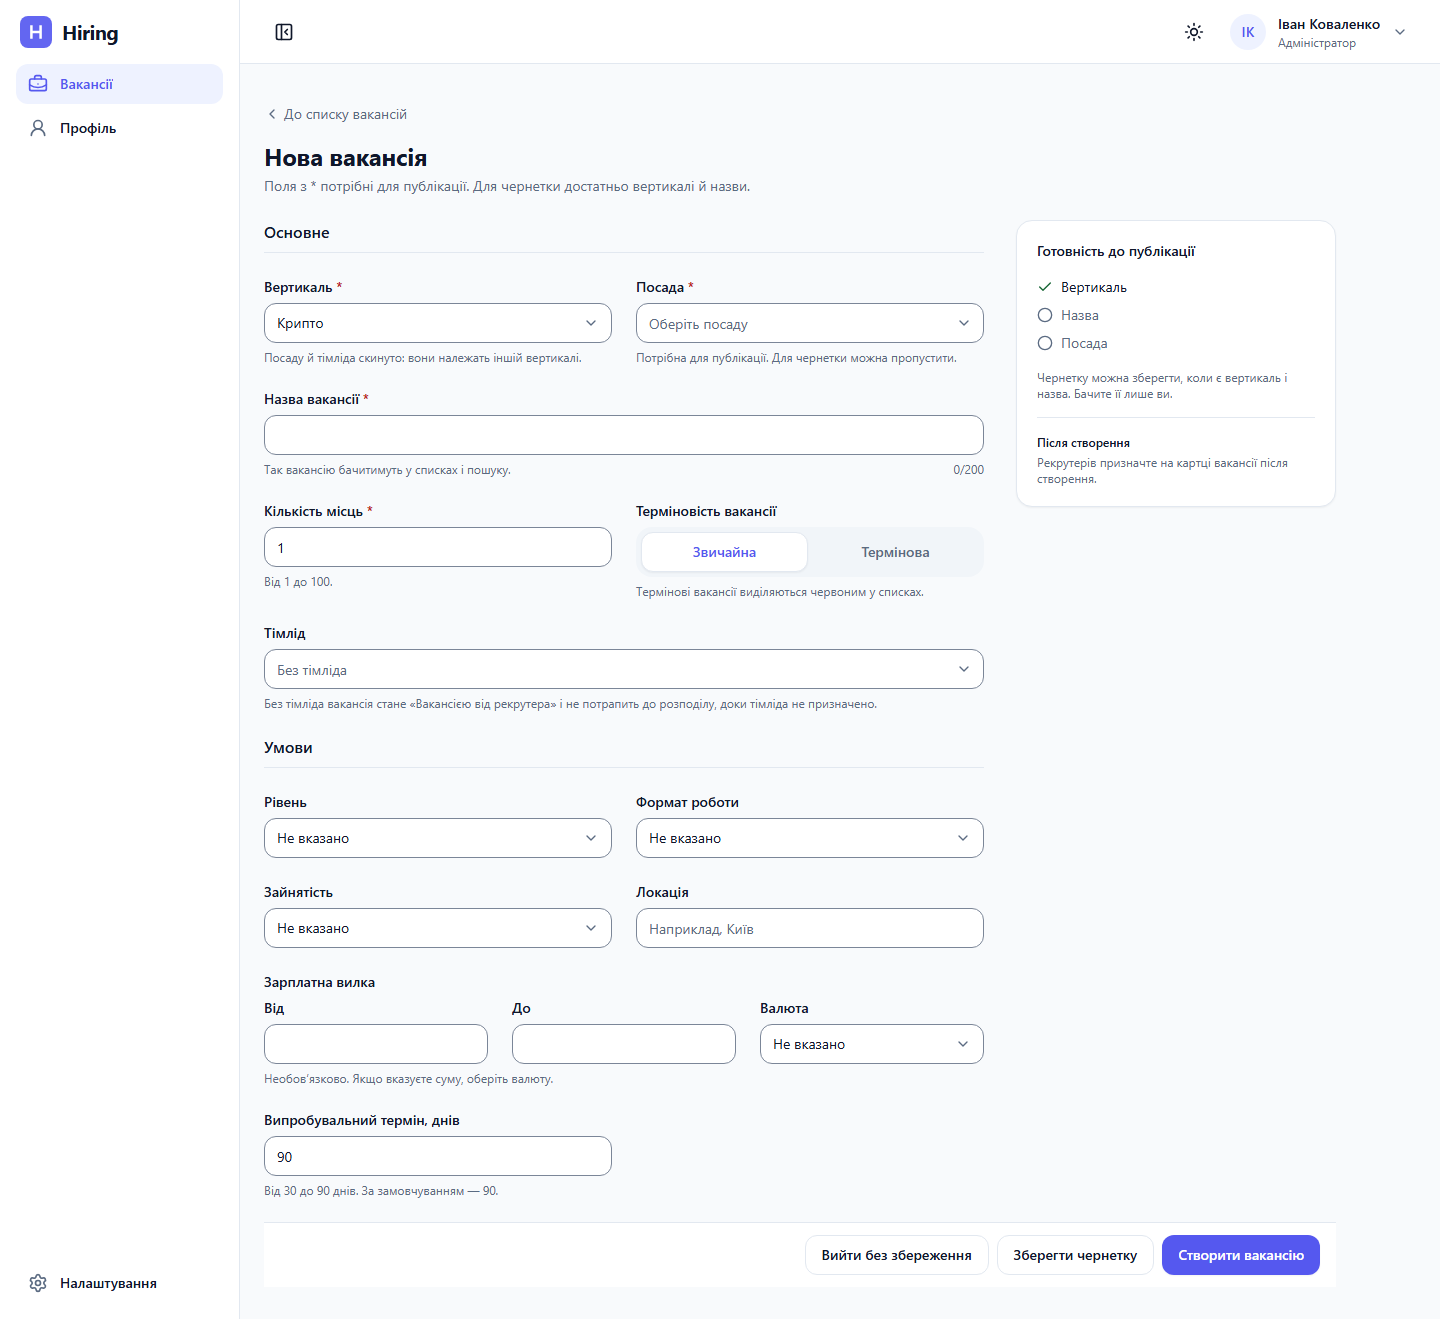 H Hiring
Вакансії
Профіль
Налаштування
ІК
Іван Коваленко
Адміністратор
До списку вакансій
Нова вакансія
Поля з * потрібні для публікації. Для чернетки достатньо вертикалі й назви.
Основне
Вертикаль *
Крипто
Посаду й тімліда скинуто: вони належать іншій вертикалі.
Посада *
Оберіть посаду
Потрібна для публікації. Для чернетки можна пропустити.
Назва вакансії *
Так вакансію бачитимуть у списках і пошуку.
0/200
Кількість місць *
1
Від 1 до 100.
Терміновість вакансії
Звичайна
Термінова
Термінові вакансії виділяються червоним у списках.
Тімлід
Без тімліда
Без тімліда вакансія стане «Вакансією від рекрутера» і не потрапить до розподілу, доки тімліда не призначено.
Умови
Рівень
Не вказано
Формат роботи
Не вказано
Зайнятість
Не вказано
Локація
Наприклад, Київ
Зарплатна вилка
Від
До
Валюта
Не вказано
Необов'язково. Якщо вказуєте суму, оберіть валюту.
Випробувальний термін, днів
90
Від 30 до 90 днів. За замовчуванням — 90.
Готовність до публікації
Вертикаль
Назва
Посада
Чернетку можна зберегти, коли є вертикаль і
назва. Бачите її лише ви.
Після створення
Рекрутерів призначте на картці вакансії після
створення.
Вийти без збереження
Зберегти чернетку
Створити вакансію